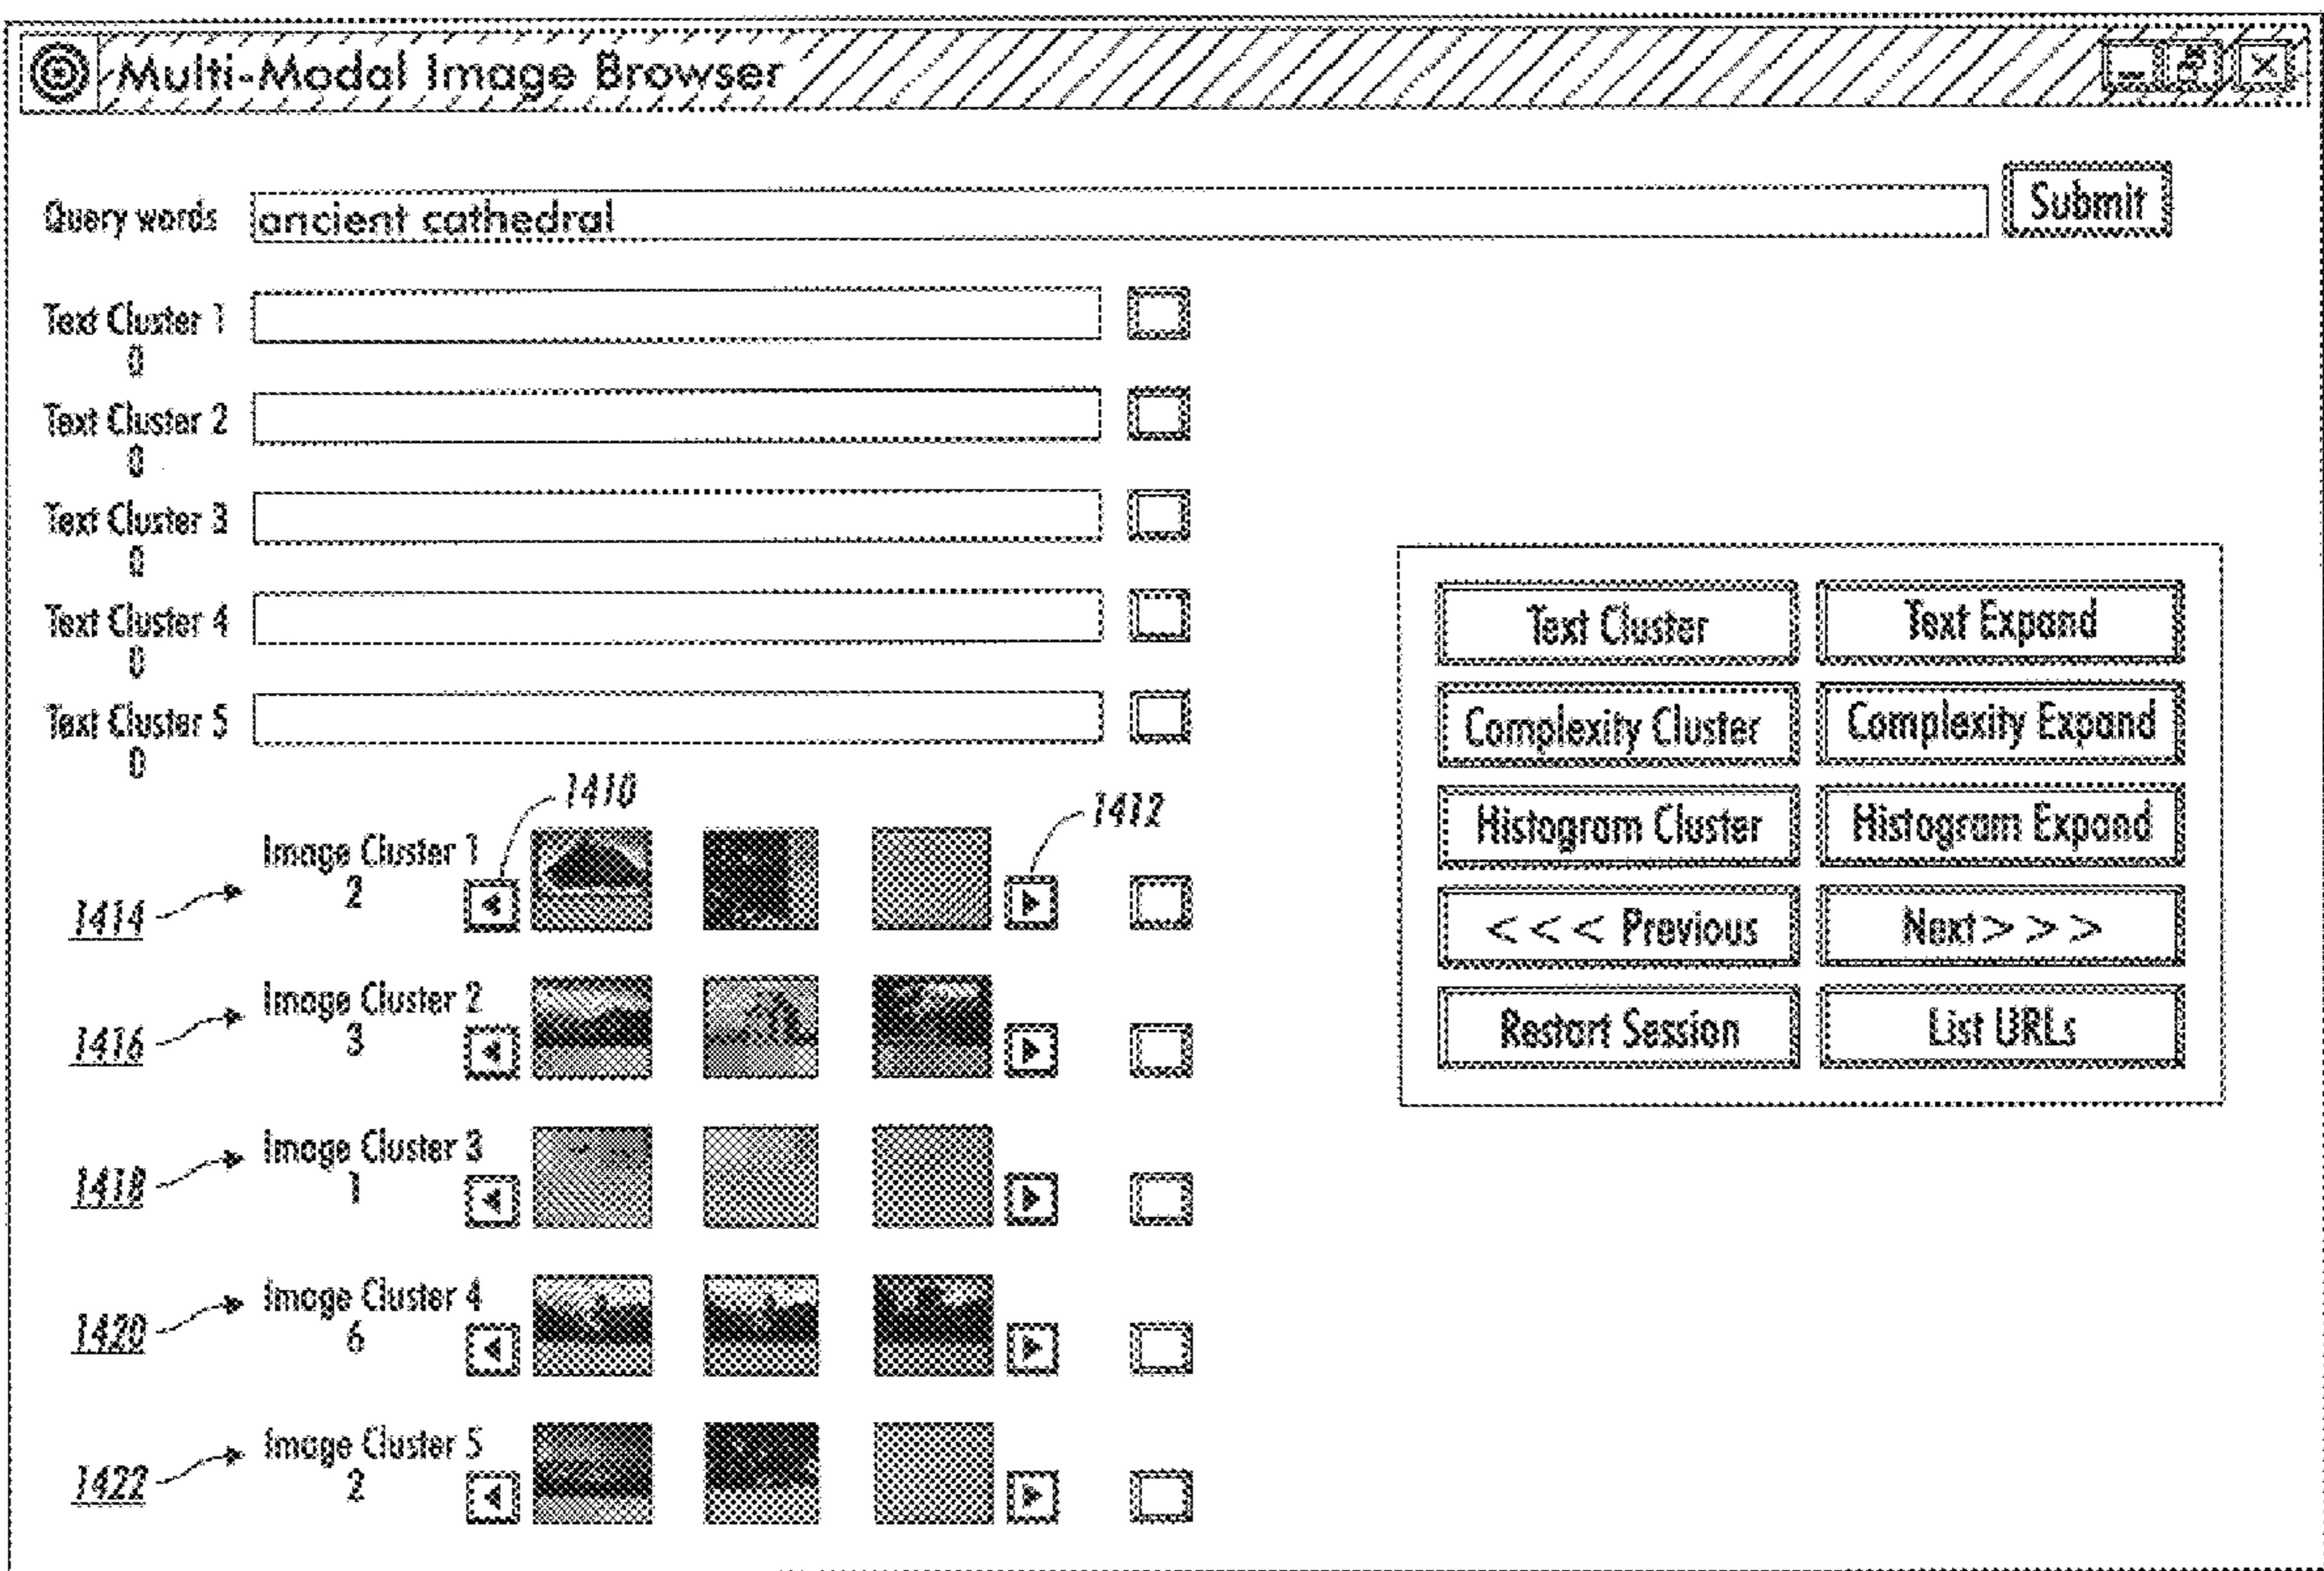 Multi-Modal Image Browser
Query words ancient cathedral Submit
Text Cluster 1
0
Text Cluster 2
0
Text Cluster 3
0
Text Cluster 4
0
Text Cluster 5
0
Text Cluster Text Expand
Complexity Cluster Complexity Expand
Histogram Cluster Histogram Expand
<<< Previous Next>>>
Restart Session List URLs
1410
1412
Image Cluster 1
2
1414
Image Cluster 2
3
1416
Image Cluster 3
1
1418
Image Cluster 4
6
1420
Image Cluster 5
2
1422